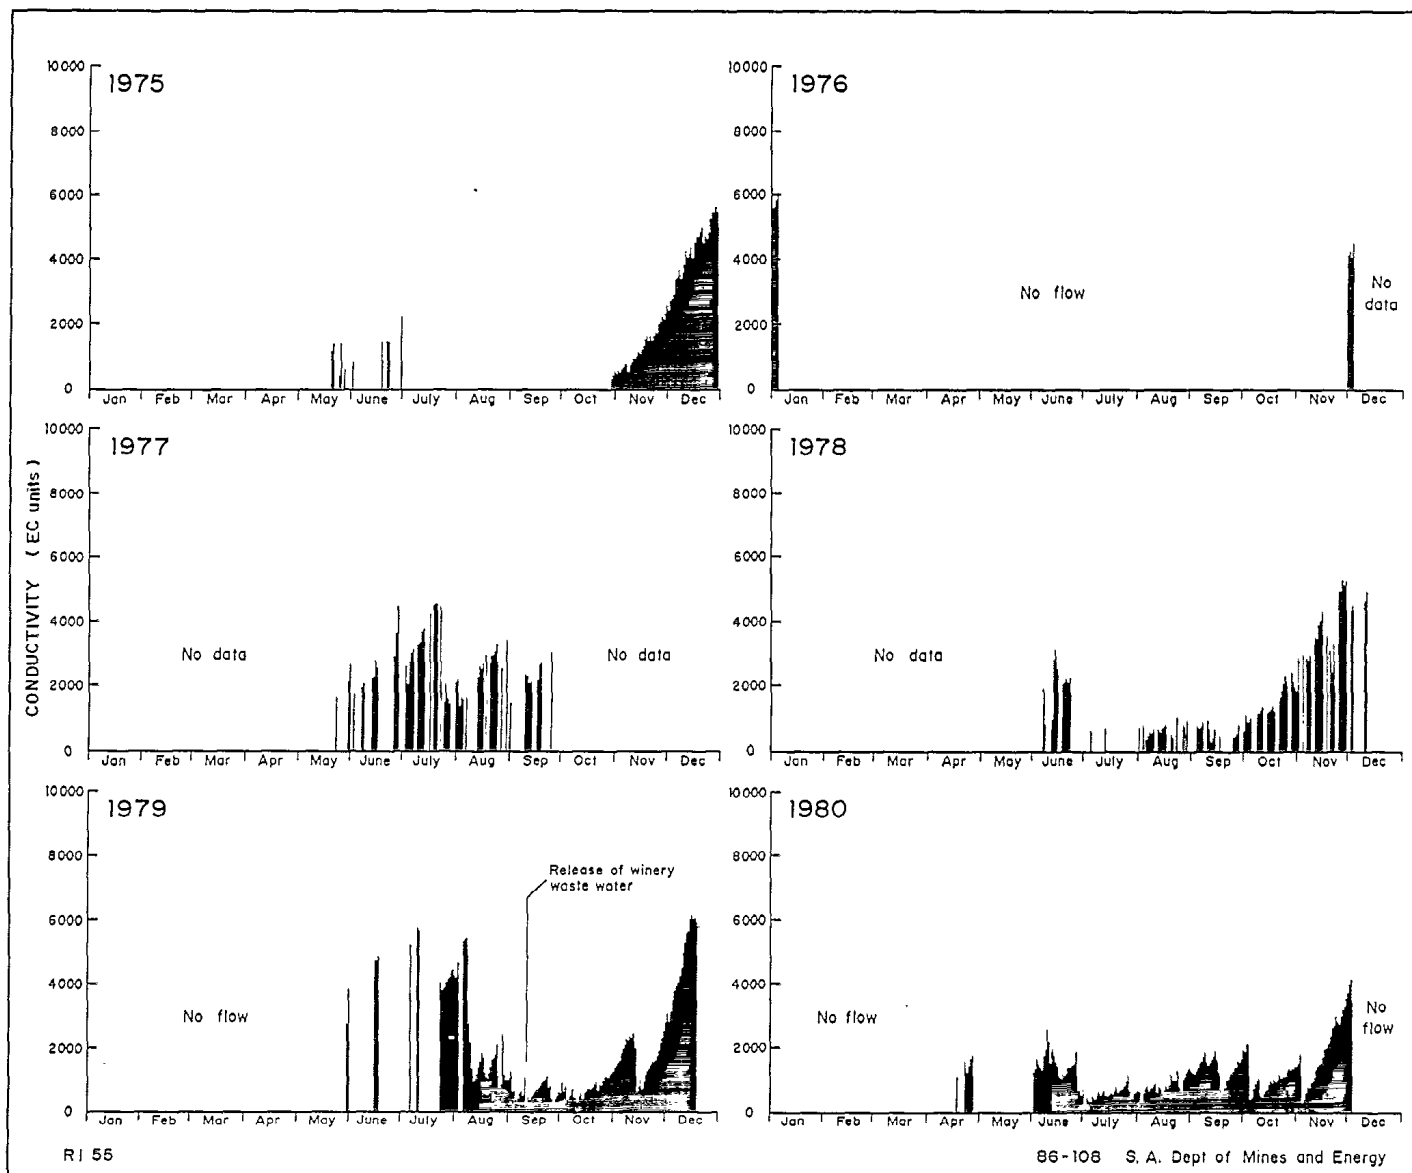 1975
10000
8000
6000
4000
2000
0
Jan Feb Mar Apr May June July Aug Sep Oct Nov Dec
1976
10000
8000
6000
4000
2000
0
No flow
No
data
Jan Feb Mar Apr May June July Aug Sep Oct Nov Dec
CONDUCTIVITY ( EC units )
1977
10000
8000
6000
4000
2000
0
No data
No data
Jan Feb Mar Apr May June July Aug Sep Oct Nov Dec
1978
10000
8000
6000
4000
2000
0
No data
Jan Feb Mar Apr May June July Aug Sep Oct Nov Dec
1979
10000
8000
6000
4000
2000
0
Release of winery
waste water
No flow
Jan Feb Mar Apr May June July Aug Sep Oct Nov Dec
1980
10000
8000
6000
4000
2000
0
No flow
No
flow
Jan Feb Mar Apr May June July Aug Sep Oct Nov Dec
RI 55
86-108 S. A. Dept of Mines and Energy